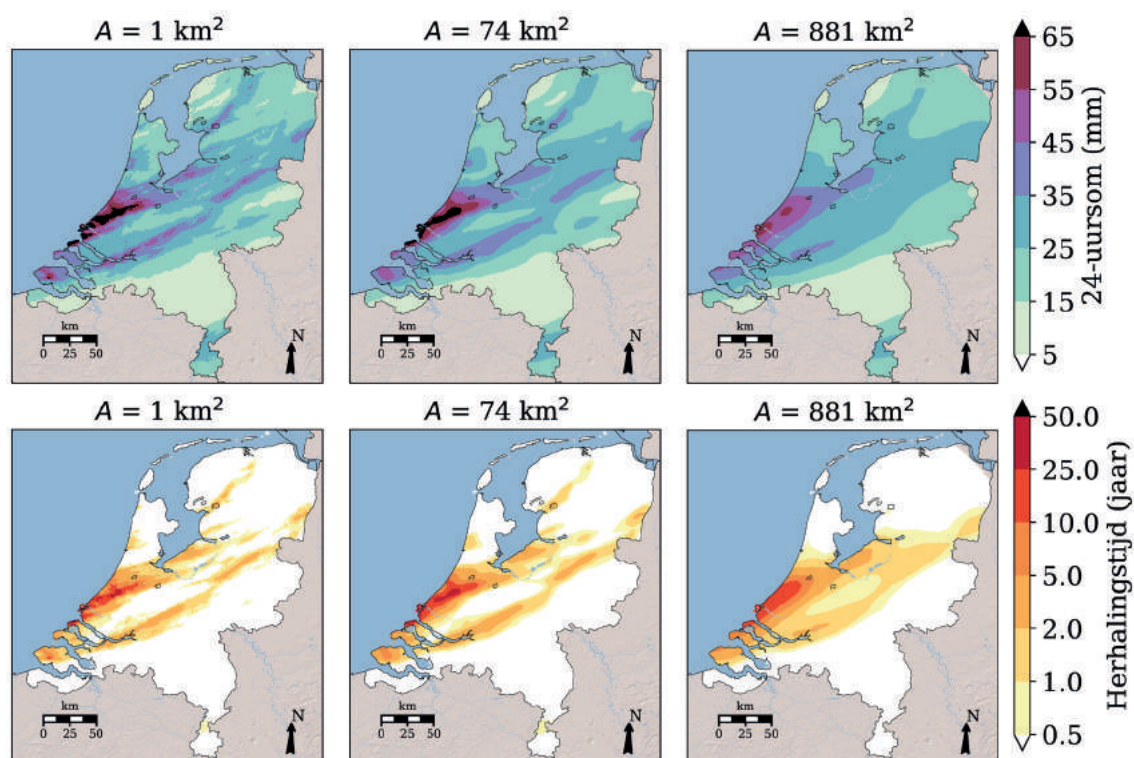 A = 1 km²
A = 74 km²
A = 881 km²
65
55
45
35
25
15
5
24-uursom (mm)
km
0 25 50
N
km
0 25 50
N
km
0 25 50
N
A = 1 km²
A = 74 km²
A = 881 km²
50.0
25.0
10.0
5.0
2.0
1.0
0.5
Herhalingstijd (jaar)
km
0 25 50
N
km
0 25 50
N
km
0 25 50
N